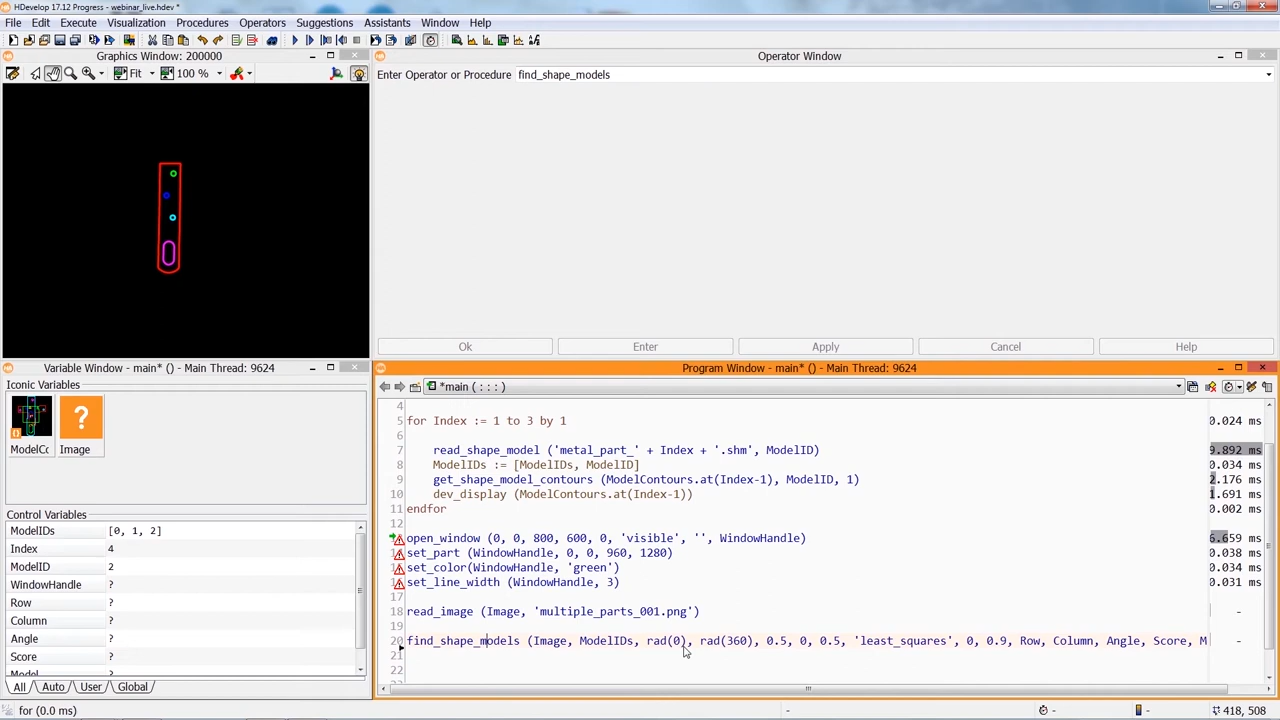 HDevelop 17.12 Progress - webinar_live.hdev *
File Edit Execute Visualization Procedures Operators Suggestions Assistants Window Help
Graphics Window: 200000
Fit 100 %
Operator Window
Enter Operator or Procedure find_shape_models
Ok Enter Apply Cancel Help
Variable Window - main* () - Main Thread: 9624
Iconic Variables
?
ModelCc Image
Control Variables
ModelIDs [0, 1, 2]
Index 4
ModelID 2
WindowHandle ?
Row ?
Column ?
Angle ?
Score ?
Model ?
All Auto User Global
Program Window - main* () - Main Thread: 9624
*main ( : : : )
4
5 for Index := 1 to 3 by 1 0.024 ms
6
7 read_shape_model ('metal_part_' + Index + '.shm', ModelID) 9.892 ms
8 ModelIDs := [ModelIDs, ModelID] 0.034 ms
9 get_shape_model_contours (ModelContours.at(Index-1), ModelID, 1) 2.176 ms
10 dev_display (ModelContours.at(Index-1)) 1.691 ms
11 endfor 0.002 ms
12
open_window (0, 0, 800, 600, 0, 'visible', '', WindowHandle) 6.659 ms
set_part (WindowHandle, 0, 0, 960, 1280) 0.038 ms
set_color(WindowHandle, 'green') 0.035 ms
set_line_width (WindowHandle, 3) 0.031 ms
17
18 read_image (Image, 'multiple_parts_001.png') -
19
20 find_shape_models (Image, ModelIDs, rad(0), rad(360), 0.5, 0, 0.5, 'least_squares', 0, 0.9, Row, Column, Angle, Score, M -
21
22
for (0.0 ms) - - - 418, 508